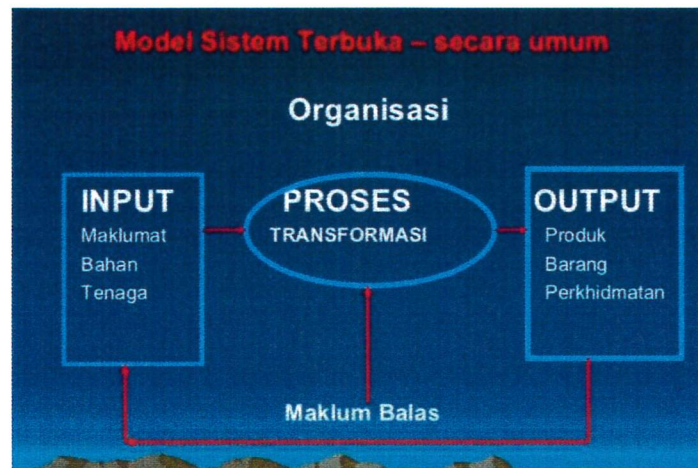 Model Sistem Terbuka – secara umum
Organisasi
INPUT
Maklumat
Bahan
Tenaga
PROSES
TRANSFORMASI
OUTPUT
Produk
Barang
Perkhidmatan
Maklum Balas